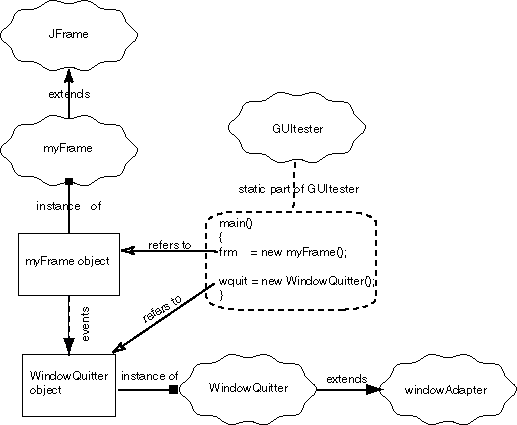 JFrame
extends
GUItester
myFrame
static part of GUItester
instance of
main()
{
frm = new myFrame();
refers to
myFrame object
wquit = new WindowQuitter();
}
refers to
events
WindowQuitter
object
instance of
WindowQuitter
extends
windowAdapter